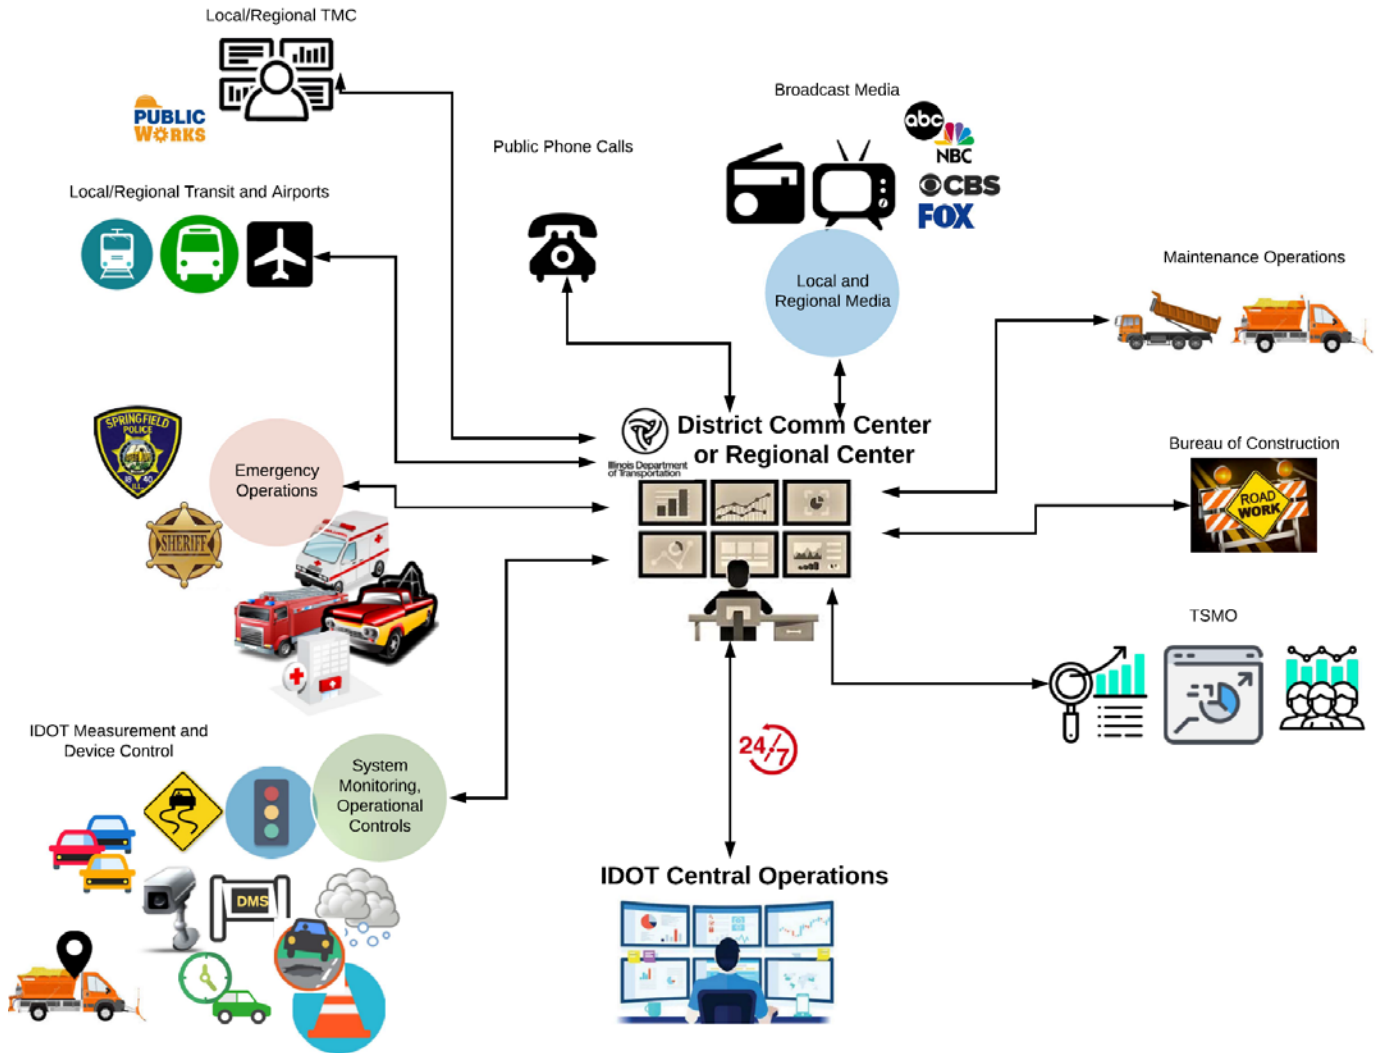 Local/Regional TMC
PUBLIC
WORKS
Local/Regional Transit and Airports
Public Phone Calls
Broadcast Media
abc
NBC
CBS
FOX
Local and
Regional Media
Maintenance Operations
Bureau of Construction
ROAD
WORK
TSMO
District Comm Center
or Regional Center
Illinois Department
of Transportation
SPRINGFIELD
POLICE
18 40
ILL.
SHERIFF
Emergency
Operations
IDOT Measurement and
Device Control
System
Monitoring,
Operational
Controls
DMS
24/7
IDOT Central Operations